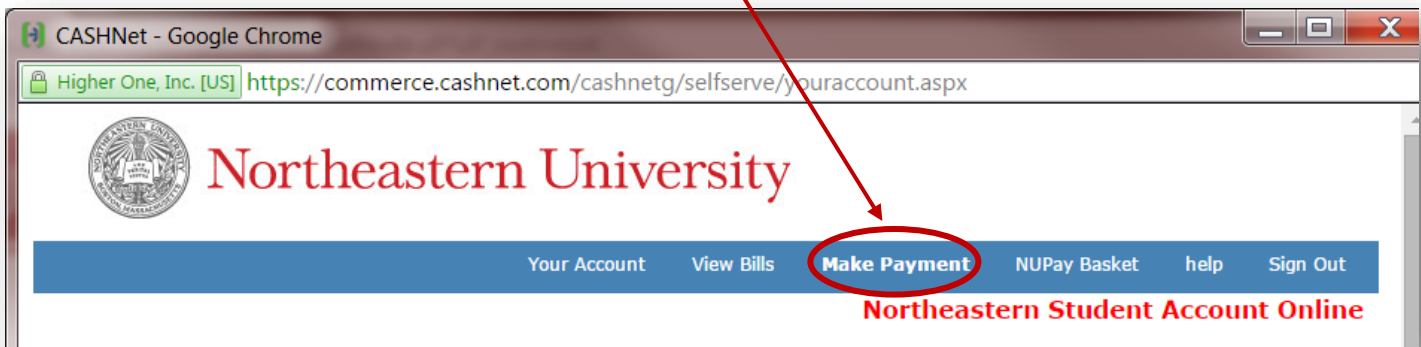 CASHNet - Google Chrome
Higher One, Inc. [US] https://commerce.cashnet.com/cashnetg/selfserve/youraccount.aspx
Northeastern University
Your Account View Bills Make Payment NUPay Basket help Sign Out
Northeastern Student Account Online